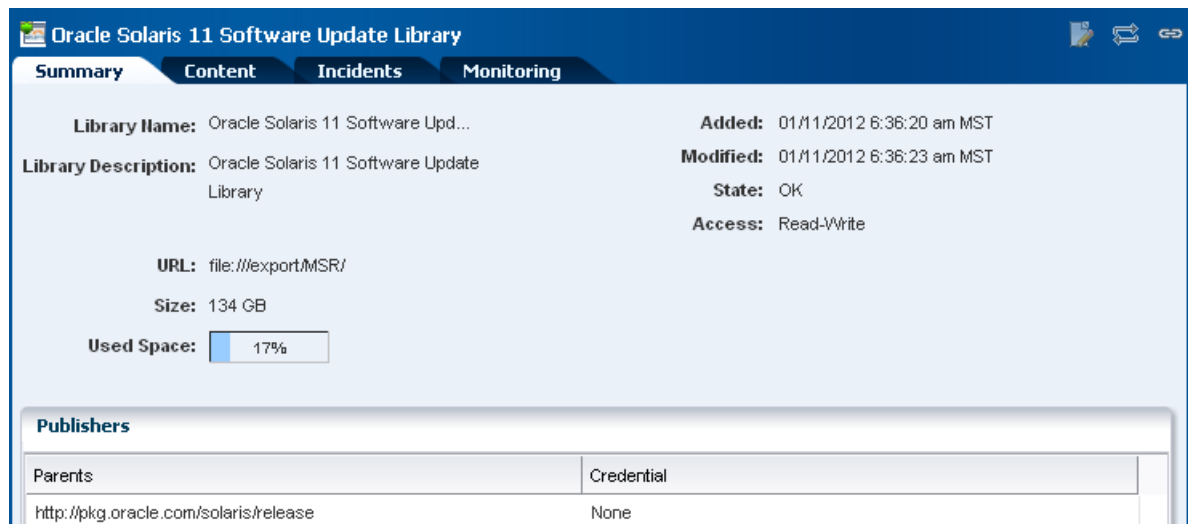 Oracle Solaris 11 Software Update Library
Summary Content Incidents Monitoring
Library Name: Oracle Solaris 11 Software Upd...
Library Description: Oracle Solaris 11 Software Update
Library
URL: file:///export/MSR/
Size: 134 GB
Used Space: 17%
Added: 01/11/2012 6:36:20 am MST
Modified: 01/11/2012 6:36:23 am MST
State: OK
Access: Read-Write
Publishers
Parents Credential
http://pkg.oracle.com/solaris/release None